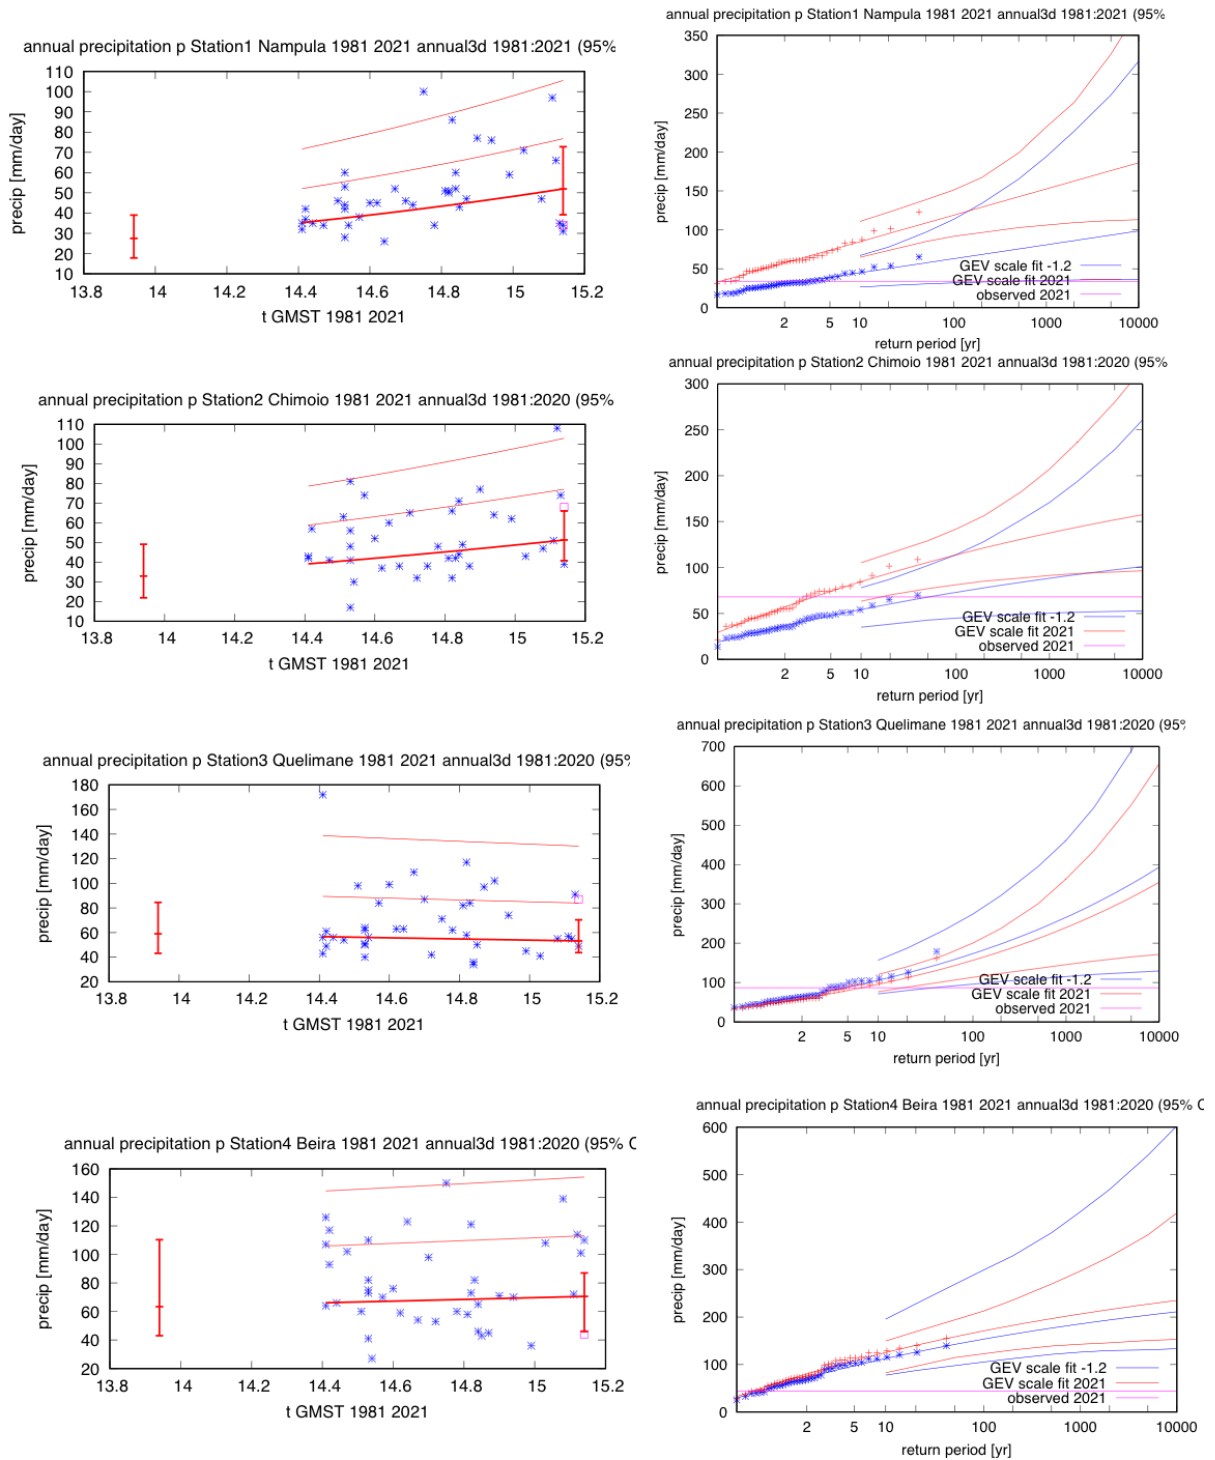 annual precipitation p Station1 Nampula 1981 2021 annual3d 1981:2021 (95%
precip [mm/day]
110
100
90
80
70
60
50
40
30
20
10
13.8 14 14.2 14.4 14.6 14.8 15 15.2
t GMST 1981 2021
annual precipitation p Station1 Nampula 1981 2021 annual3d 1981:2021 (95%
precip [mm/day]
350
300
250
200
150
100
50
0
GEV scale fit -1.2
GEV scale fit 2021
observed 2021
2 5 10 100 1000 10000
return period [yr]
annual precipitation p Station2 Chimoio 1981 2021 annual3d 1981:2020 (95%
precip [mm/day]
110
100
90
80
70
60
50
40
30
20
10
13.8 14 14.2 14.4 14.6 14.8 15 15.2
t GMST 1981 2021
annual precipitation p Station2 Chimoio 1981 2021 annual3d 1981:2020 (95%
precip [mm/day]
300
250
200
150
100
50
0
GEV scale fit -1.2
GEV scale fit 2021
observed 2021
2 5 10 100 1000 10000
return period [yr]
annual precipitation p Station3 Quelimane 1981 2021 annual3d 1981:2020 (95%
precip [mm/day]
180
160
140
120
100
80
60
40
20
13.8 14 14.2 14.4 14.6 14.8 15 15.2
t GMST 1981 2021
annual precipitation p Station3 Quelimane 1981 2021 annual3d 1981:2020 (95%
precip [mm/day]
700
600
500
400
300
200
100
0
GEV scale fit -1.2
GEV scale fit 2021
observed 2021
2 5 10 100 1000 10000
return period [yr]
annual precipitation p Station4 Beira 1981 2021 annual3d 1981:2020 (95% C
precip [mm/day]
160
140
120
100
80
60
40
20
13.8 14 14.2 14.4 14.6 14.8 15 15.2
t GMST 1981 2021
annual precipitation p Station4 Beira 1981 2021 annual3d 1981:2020 (95% C
precip [mm/day]
600
500
400
300
200
100
0
GEV scale fit -1.2
GEV scale fit 2021
observed 2021
2 5 10 100 1000 10000
return period [yr]